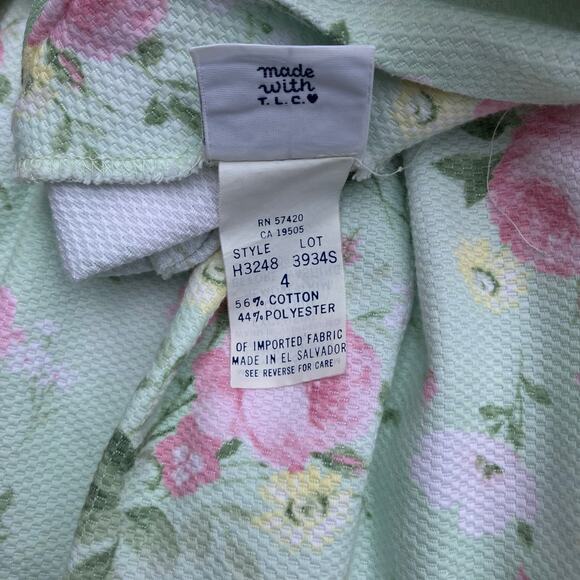 made
with
T.L.C.♥
RN 57420
CA 19505
STYLE LOT
H3248 3934S
4
56% COTTON
44% POLYESTER
OF IMPORTED FABRIC
MADE IN EL SALVADOR
SEE REVERSE FOR CARE